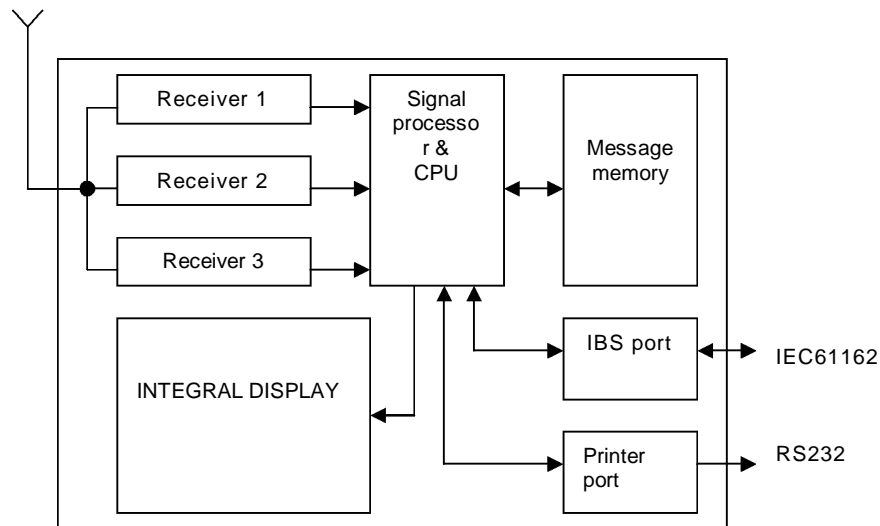 Receiver 1
Receiver 2
Receiver 3
Signal
processo
r &
CPU
Message
memory
INTEGRAL DISPLAY
IBS port
IEC61162
Printer
port
RS232